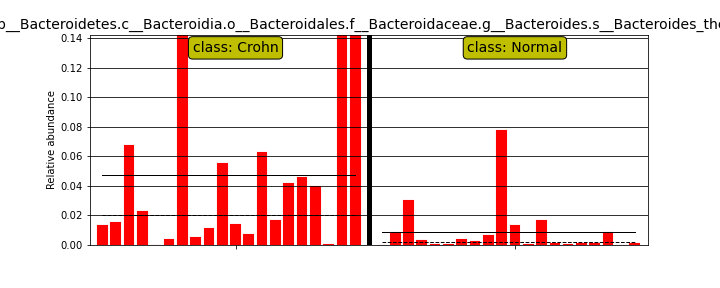 p__Bacteroidetes.c__Bacteroidia.o__Bacteroidales.f__Bacteroidaceae.g__Bacteroides.s__Bacteroides_the
class: Crohn
class: Normal
Relative abundance
0.14
0.12
0.10
0.08
0.06
0.04
0.02
0.00